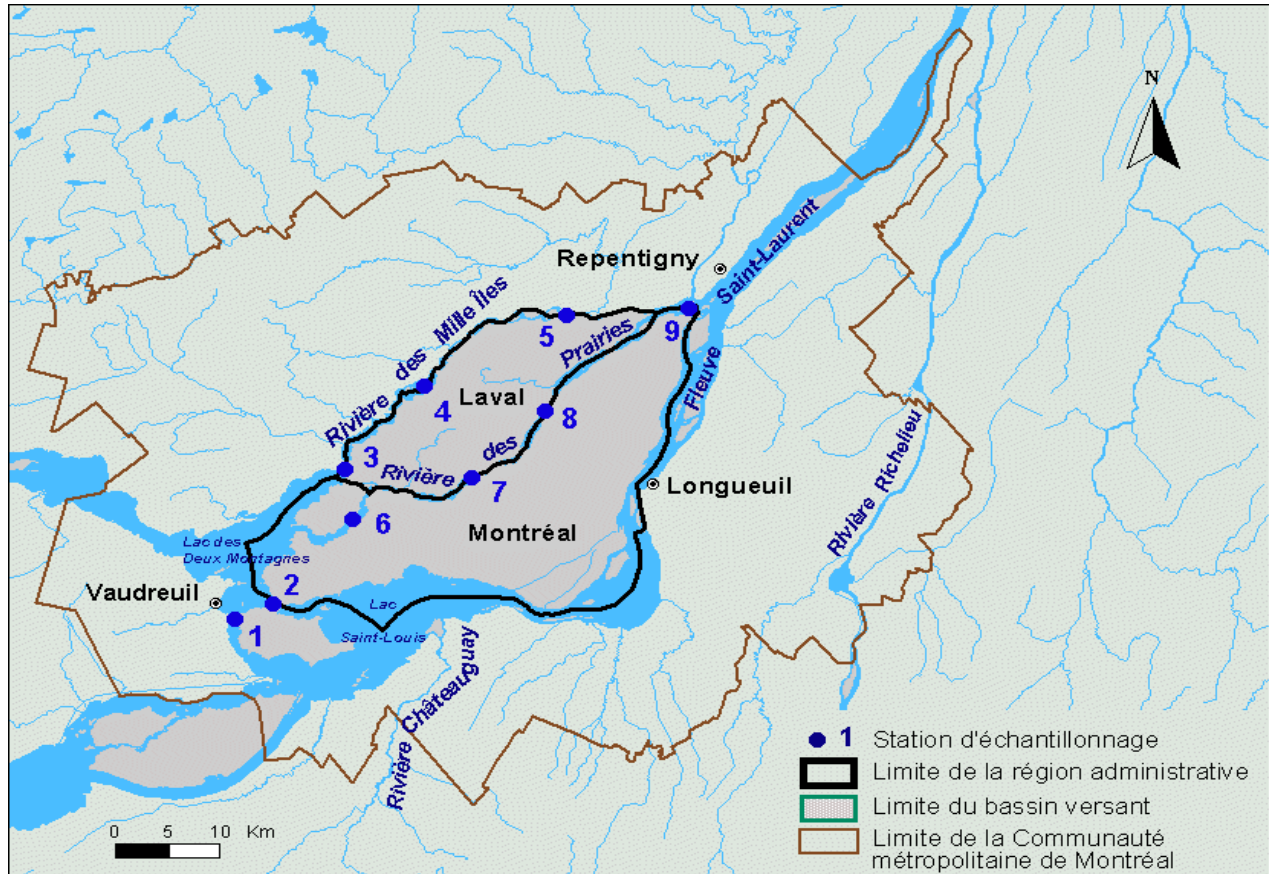 N
Repentigny
Saint-Laurent
Rivière des Mille Îles
5
9
Prairies
Fleuve
Laval
4
8
Rivière des
3
7
Longueuil
Rivière Richelieu
6
Montréal
Lac des
Deux Montagnes
Vaudreuil
2
Lac
Saint-Louis
1
Rivière Châteauguay
1 Station d'échantillonnage
Limite de la région administrative
Limite du bassin versant
Limite de la Communauté
métropolitaine de Montréal
0 5 10 Km